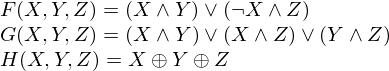 F(X, Y, Z) = (X ∧ Y) ∨ (¬X ∧ Z)
G(X, Y, Z) = (X ∧ Y) ∨ (X ∧ Z) ∨ (Y ∧ Z)
H(X, Y, Z) = X ⊕ Y ⊕ Z